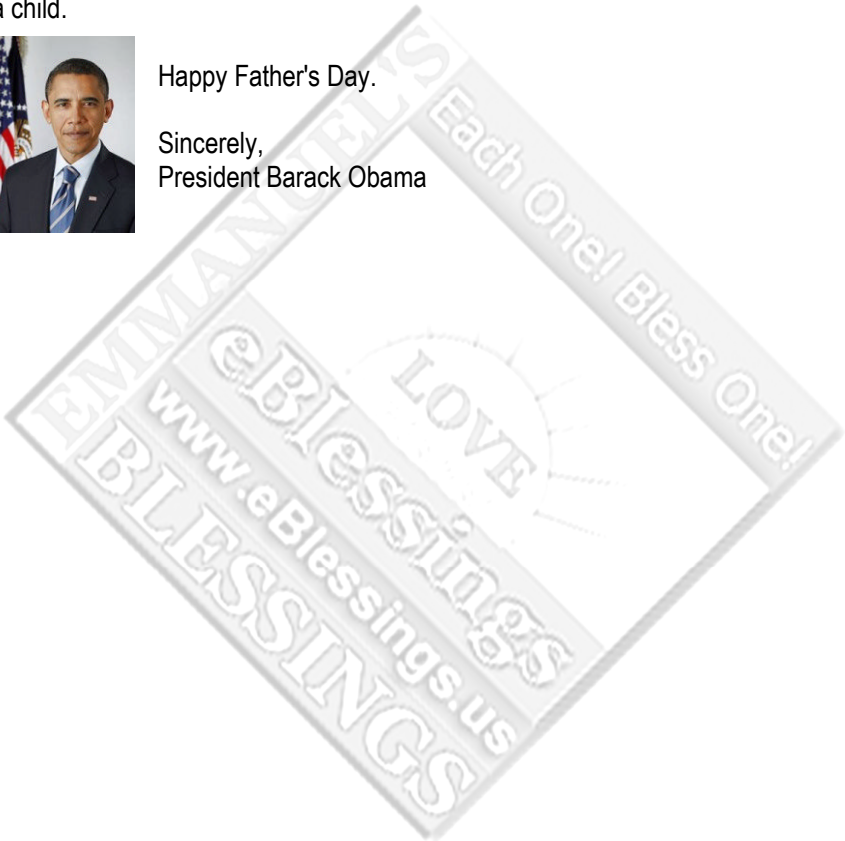 a child.
Happy Father's Day.
Sincerely,
President Barack Obama
EMMANUEL'S
Each One! Bless One!
LOVE
eBlessings
www.eBlessings.us
BLESSINGS